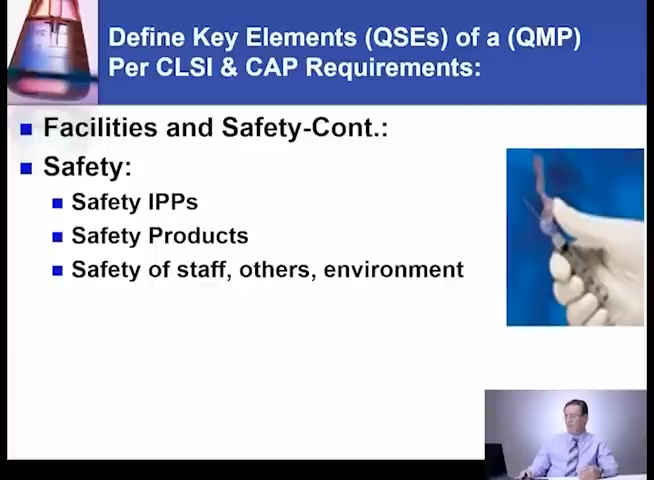 Define Key Elements (QSEs) of a (QMP)
Per CLSI & CAP Requirements:
Facilities and Safety-Cont.:
Safety:
Safety IPPs
Safety Products
Safety of staff, others, environment